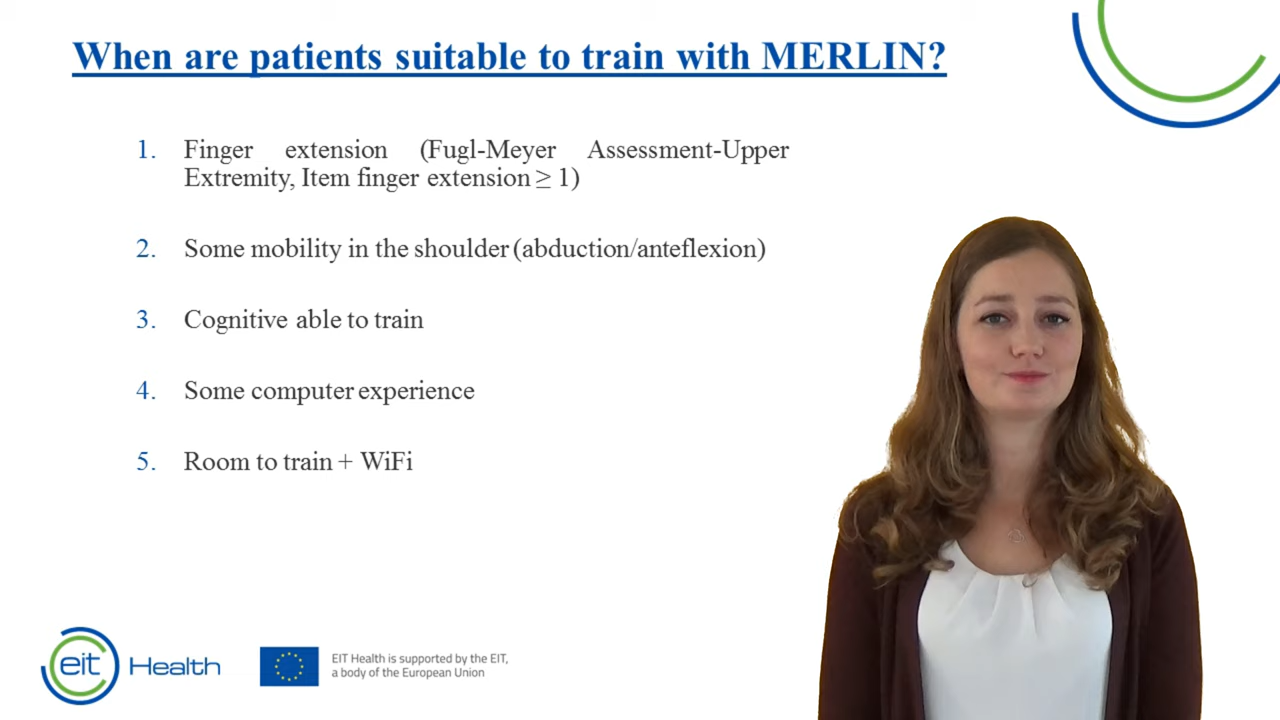 When are patients suitable to train with MERLIN?
1. Finger extension (Fugl-Meyer Assessment-Upper
Extremity, Item finger extension ≥ 1)
2. Some mobility in the shoulder (abduction/anteflexion)
3. Cognitive able to train
4. Some computer experience
5. Room to train + WiFi
eit Health
EIT Health is supported by the EIT,
a body of the European Union